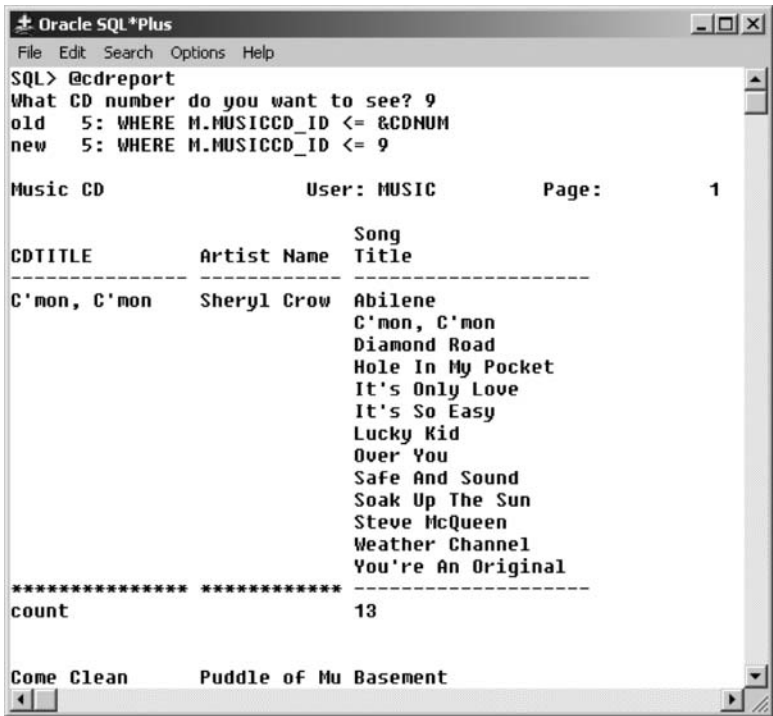 Oracle SQL*Plus
File Edit Search Options Help
SQL> @cdreport
What CD number do you want to see? 9
old   5: WHERE M.MUSICCD_ID <= &CDNUM
new   5: WHERE M.MUSICCD_ID <= 9
Music CD                 User: MUSIC         Page:         1
Song
CDTITLE         Artist Name  Title
--------------- ------------ --------------------
C'mon, C'mon    Sheryl Crow  Abilene
C'mon, C'mon
Diamond Road
Hole In My Pocket
It's Only Love
It's So Easy
Lucky Kid
Over You
Safe And Sound
Soak Up The Sun
Steve McQueen
Weather Channel
You're An Original
*************** ************ --------------------
count                        13
Come Clean      Puddle of Mu Basement